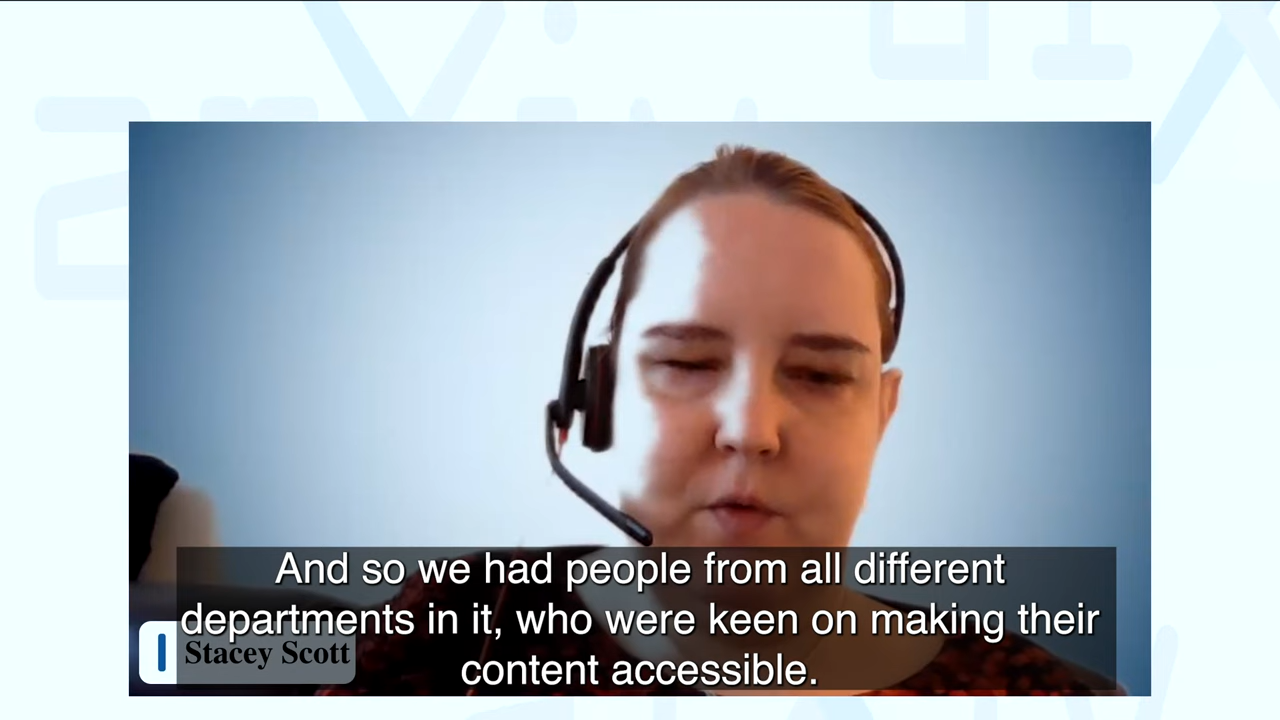 And so we had people from all different
departments in it, who were keen on making their
Stacey Scott
content accessible.